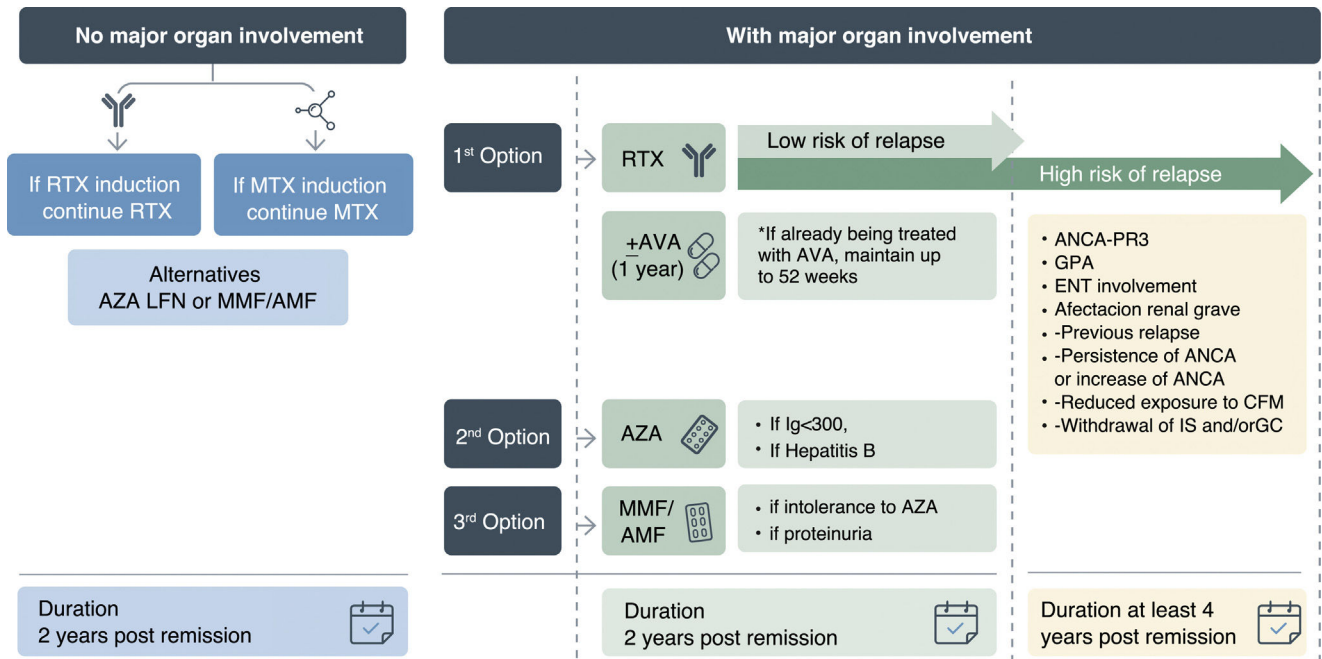 No major organ involvement
If RTX induction
continue RTX
If MTX induction
continue MTX
Alternatives
AZA LFN or MMF/AMF
Duration
2 years post remission
With major organ involvement
1st Option
RTX
Low risk of relapse
High risk of relapse
+AVA
(1 year)
*If already being treated
with AVA, maintain up
to 52 weeks
2nd Option
AZA
• If Ig<300,
• If Hepatitis B
3rd Option
MMF/
AMF
• if intolerance to AZA
• if proteinuria
Duration
2 years post remission
• ANCA-PR3
• GPA
• ENT involvement
• Afectacion renal grave
• -Previous relapse
• -Persistence of ANCA
or increase of ANCA
• -Reduced exposure to CFM
• -Withdrawal of IS and/orGC
Duration at least 4
years post remission